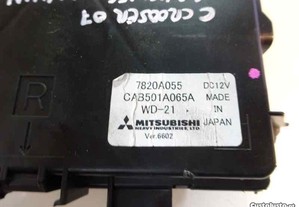 C CROSSER 07
R
7820A055 DC12V
CAB501A065A MADE
WD-21 IN
MITSUBISHI JAPAN
HEAVY INDUSTRIES, LTD.
Ver.6602